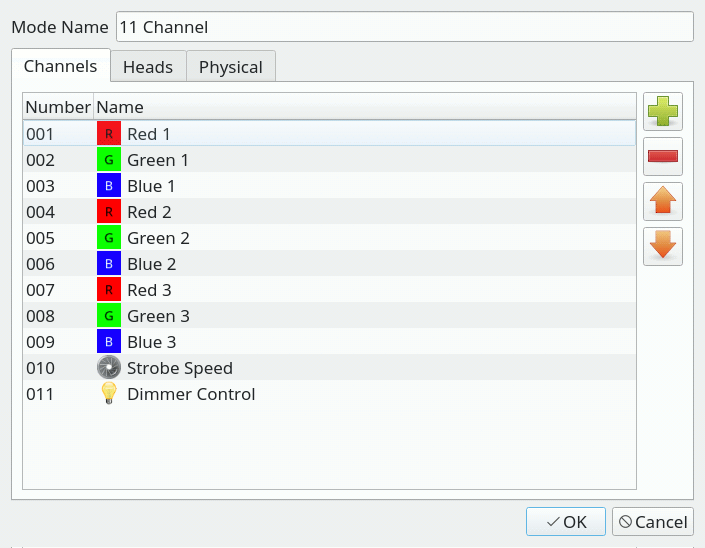 Mode Name 11 Channel
Channels Heads Physical
Number Name
001 R Red 1
002 G Green 1
003 B Blue 1
004 R Red 2
005 G Green 2
006 B Blue 2
007 R Red 3
008 G Green 3
009 B Blue 3
010 Strobe Speed
011 Dimmer Control
OK Cancel